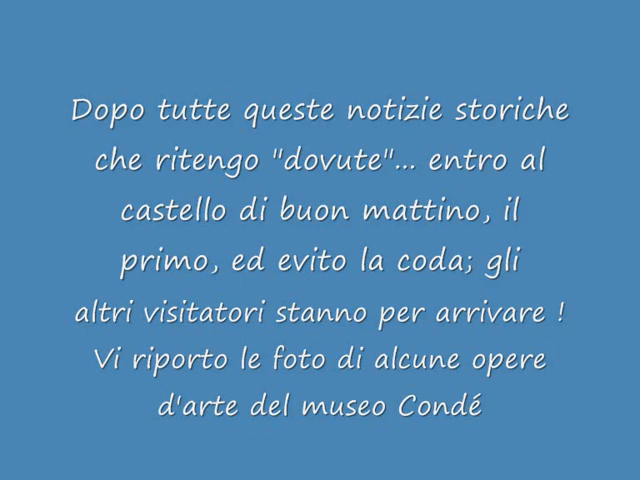 Dopo tutte queste notizie storiche
che ritengo "dovute"... entro al
castello di buon mattino, il
primo, ed evito la coda; gli
altri visitatori stanno per arrivare !
Vi riporto le foto di alcune opere
d'arte del museo Condé